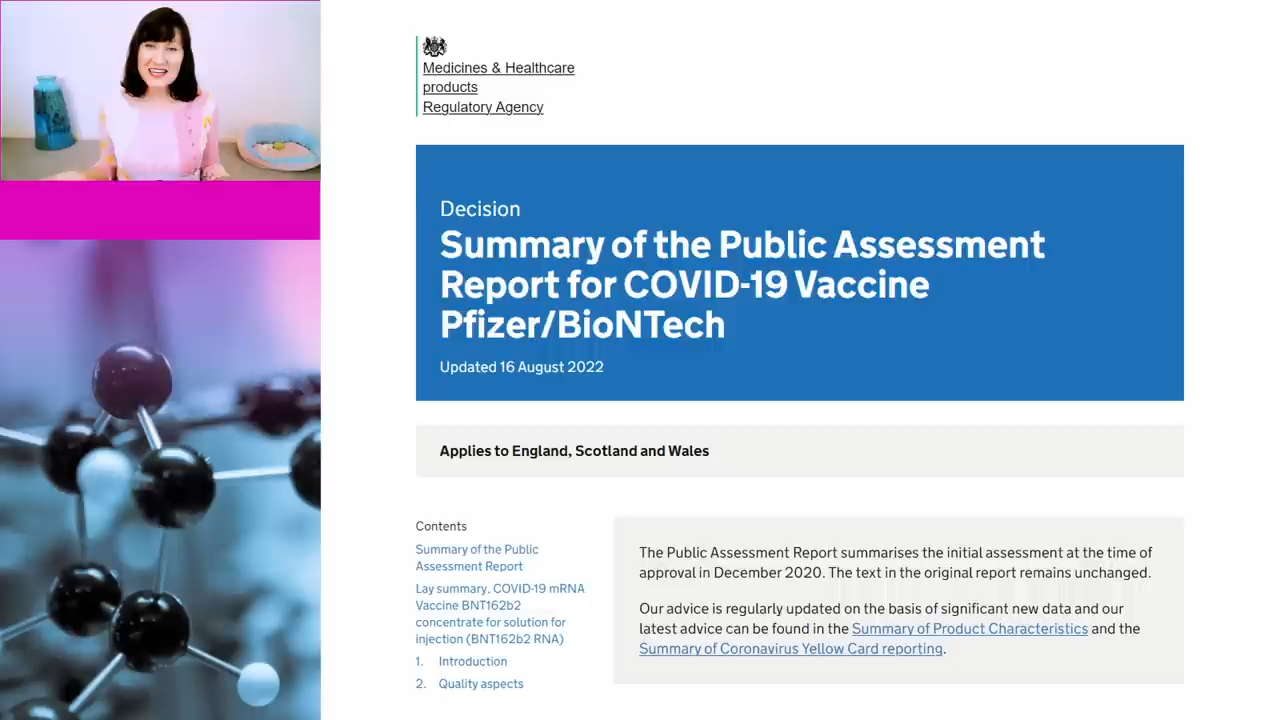 Medicines & Healthcare
products
Regulatory Agency
Decision
Summary of the Public Assessment
Report for COVID-19 Vaccine
Pfizer/BioNTech
Updated 16 August 2022
Applies to England, Scotland and Wales
Contents
Summary of the Public
Assessment Report
Lay summary, COVID-19 mRNA
Vaccine BNT162b2
concentrate for solution for
injection (BNT162b2 RNA)
1. Introduction
2. Quality aspects
The Public Assessment Report summarises the initial assessment at the time of
approval in December 2020. The text in the original report remains unchanged.
Our advice is regularly updated on the basis of significant new data and our
latest advice can be found in the Summary of Product Characteristics and the
Summary of Coronavirus Yellow Card reporting.